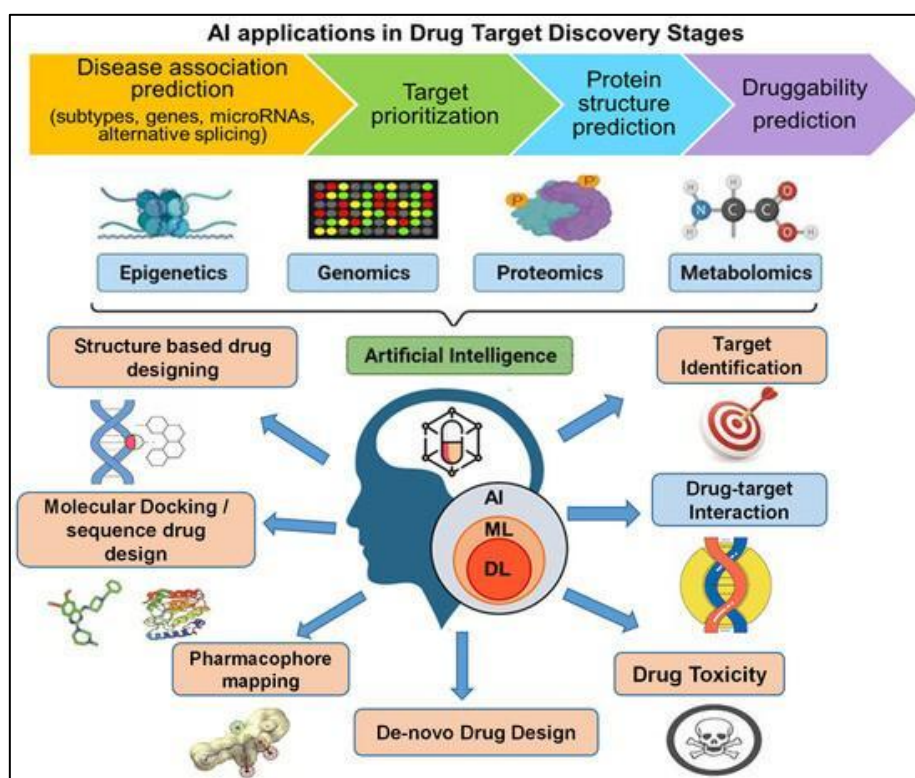 AI applications in Drug Target Discovery Stages
Disease association
prediction
(subtypes, genes, microRNAs,
alternative splicing)
Target
prioritization
Protein
structure
prediction
Druggability
prediction
P
P
H
H
N
H
C
C
O
O
H
Epigenetics
Genomics
Proteomics
Metabolomics
Structure based drug
designing
Artificial Intelligence
Target
Identification
Molecular Docking /
sequence drug
design
AI
ML
DL
Drug-target
Interaction
Pharmacophore
mapping
De-novo Drug Design
Drug Toxicity